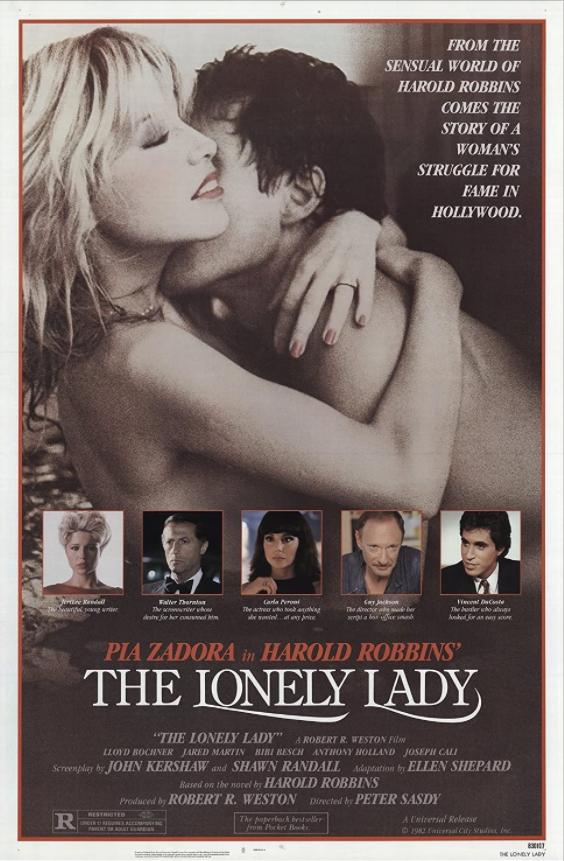 FROM THE
SENSUAL WORLD OF
HAROLD ROBBINS
COMES THE
STORY OF A
WOMAN'S
STRUGGLE FOR
FAME IN
HOLLYWOOD.
Jerilee Randall
The beautiful young writer.
Walter Thornton
The screenwriter whose
desire for her consumed him.
Carla Peroni
The actress who took anything
she wanted... at any price.
Guy Jackson
The director who made her
script a box-office smash.
Vincent DaCosta
The hustler who always
looked for an easy score.
PIA ZADORA in HAROLD ROBBINS'
THE LONELY LADY
"THE LONELY LADY" A ROBERT R. WESTON Film
LLOYD BOCHNER JARED MARTIN BIBI BESCH ANTHONY HOLLAND JOSEPH CALI
Screenplay by JOHN KERSHAW and SHAWN RANDALL Adaptation by ELLEN SHEPARD
Based on the novel by HAROLD ROBBINS
Produced by ROBERT R. WESTON Directed by PETER SASDY
R RESTRICTED
UNDER 17 REQUIRES ACCOMPANYING
PARENT OR ADULT GUARDIAN
The paperback bestseller
from Pocket Books.
A Universal Release
© 1982 Universal City Studios, Inc.
830107
THE LONELY LADY